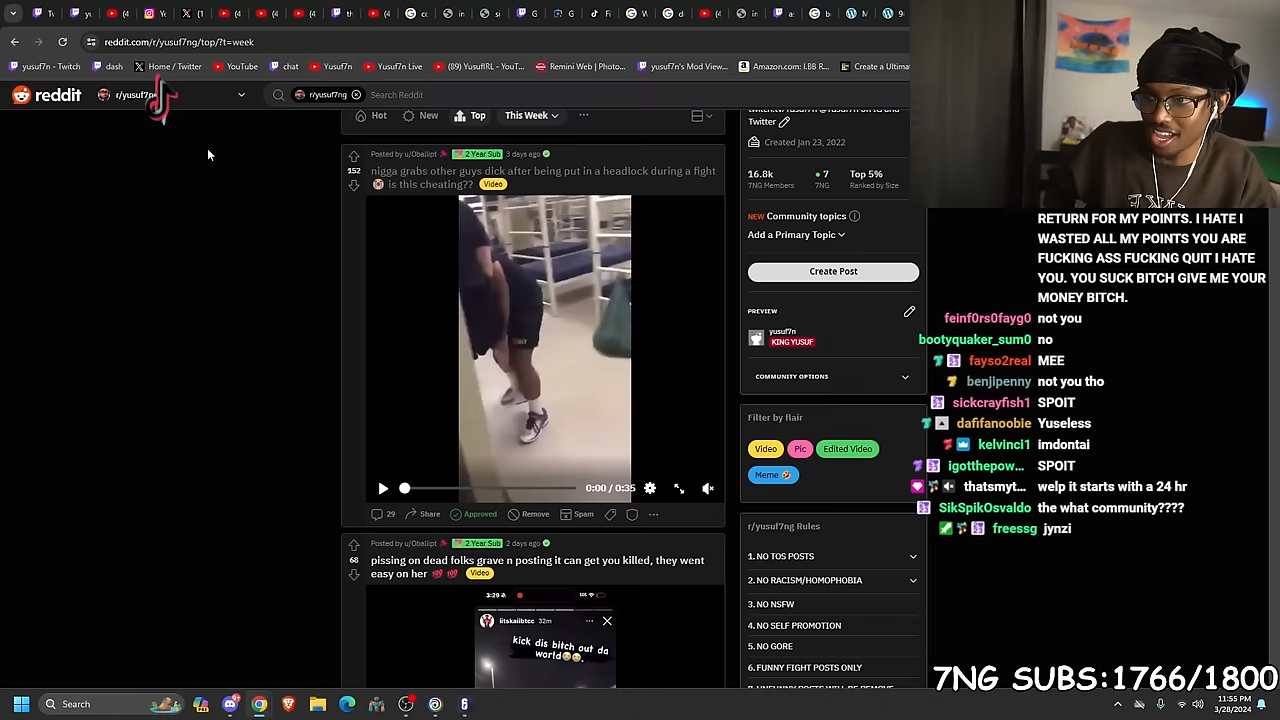 reddit.com/r/yusuf7ng/top/?t=week
yusuf7n - Twitch
dash
Home / Twitter
YouTube
chat
Yusuf7n
Yusuf7n Live
(89) YusufIRL - YouT...
Remini Web | Photo...
yusuf7n's Mod View...
Amazon.com: LBB R...
Create a Ultima
reddit
r/yusuf7n
r/yusuf7ng
Search Reddit
Hot
New
Top
This Week
Posted by u/Oballipt
2 Year Sub
3 days ago
152
nigga grabs other guys dick after being put in a headlock during a fight
😭 is this cheating??
Video
0:00 / 0:35
29
Share
Approved
Remove
Spam
Posted by u/Oballipt
2 Year Sub
2 days ago
68
pissing on dead folks grave n posting it can get you killed, they went
easy on her 💯 💯
Video
3:29
iitskaiibtcc 32m
kick dis bitch out da
world😭😭
Twitter
Created Jan 23, 2022
16.8k
7NG Members
7
7NG
Top 5%
Ranked by Size
NEW Community topics
Add a Primary Topic
Create Post
PREVIEW
yusuf7n
KING YUSUF
COMMUNITY OPTIONS
Filter by flair
Video
Pic
Edited Video
Meme 🤣
r/yusuf7ng Rules
1. NO TOS POSTS
2. NO RACISM/HOMOPHOBIA
3. NO NSFW
4. NO SELF PROMOTION
5. NO GORE
6. FUNNY FIGHT POSTS ONLY
RETURN FOR MY POINTS. I HATE I
WASTED ALL MY POINTS YOU ARE
FUCKING ASS FUCKING QUIT I HATE
YOU. YOU SUCK BITCH GIVE ME YOUR
MONEY BITCH.
feinf0rs0fayg0 not you
bootyquaker_sum0 no
fayso2real MEE
benjipenny not you tho
sickcrayfish1 SPOIT
dafifanoobie Yuseless
kelvinci1 imdontai
igotthepow... SPOIT
thatsmyt... welp it starts with a 24 hr
SikSpikOsvaldo the what community????
freessg jynzi
7NG SUBS:1766/1800
Search
11:55 PM
3/28/2024